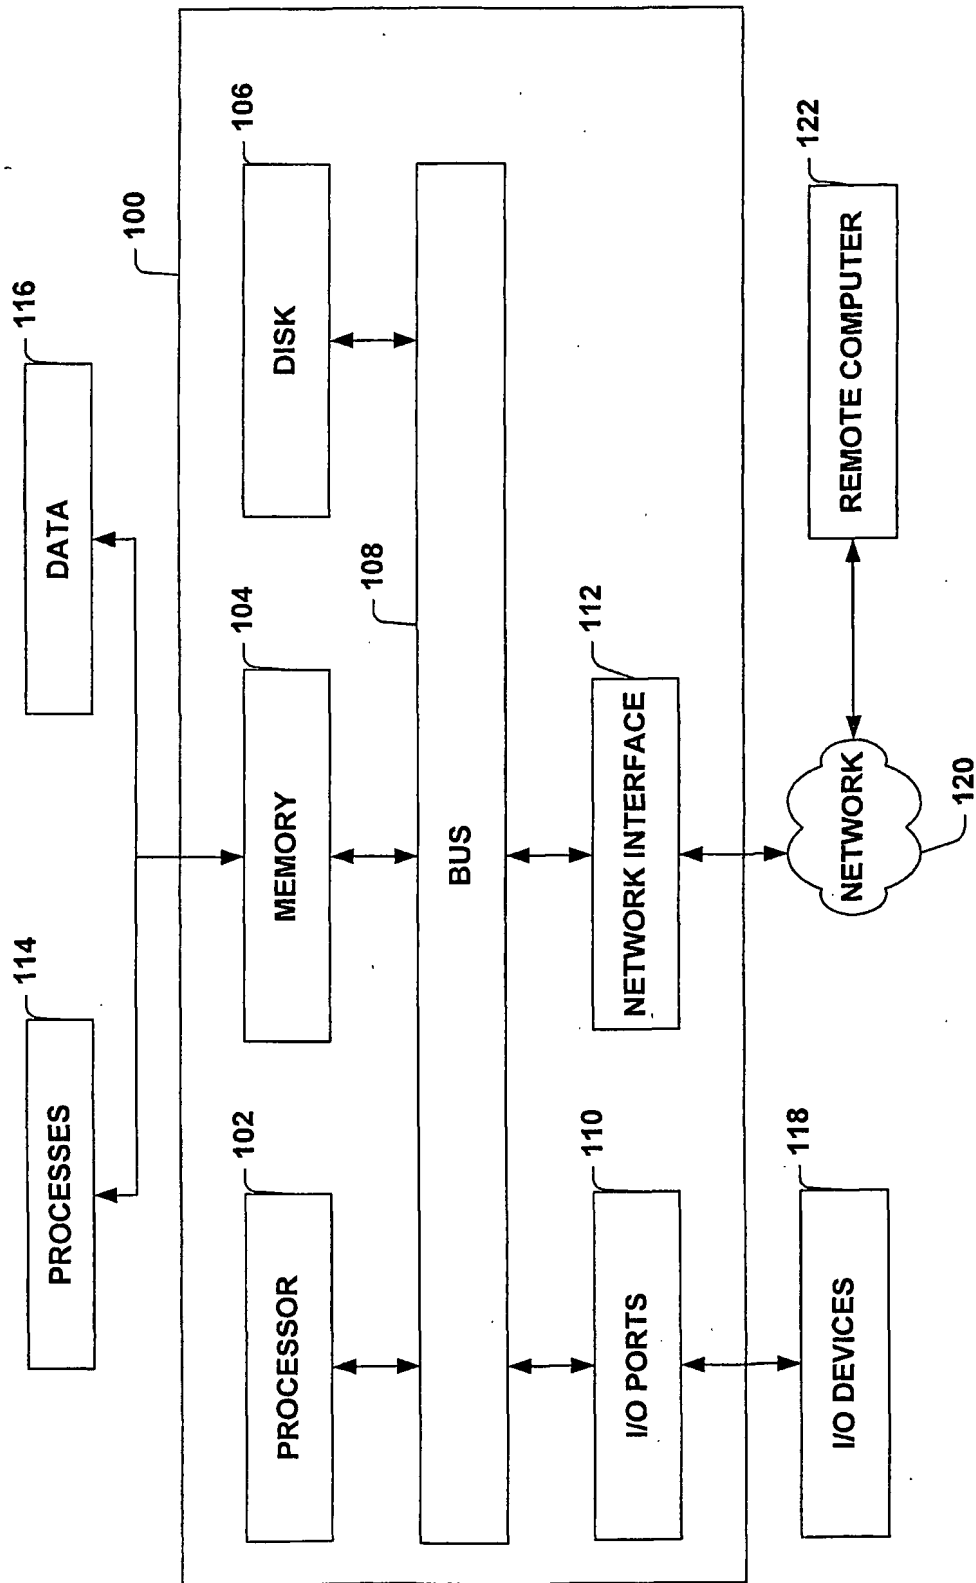 PROCESSES
114
DATA
116
100
PROCESSOR
102
MEMORY
104
DISK
106
108
BUS
I/O PORTS
110
NETWORK INTERFACE
112
I/O DEVICES
118
NETWORK
120
REMOTE COMPUTER
122